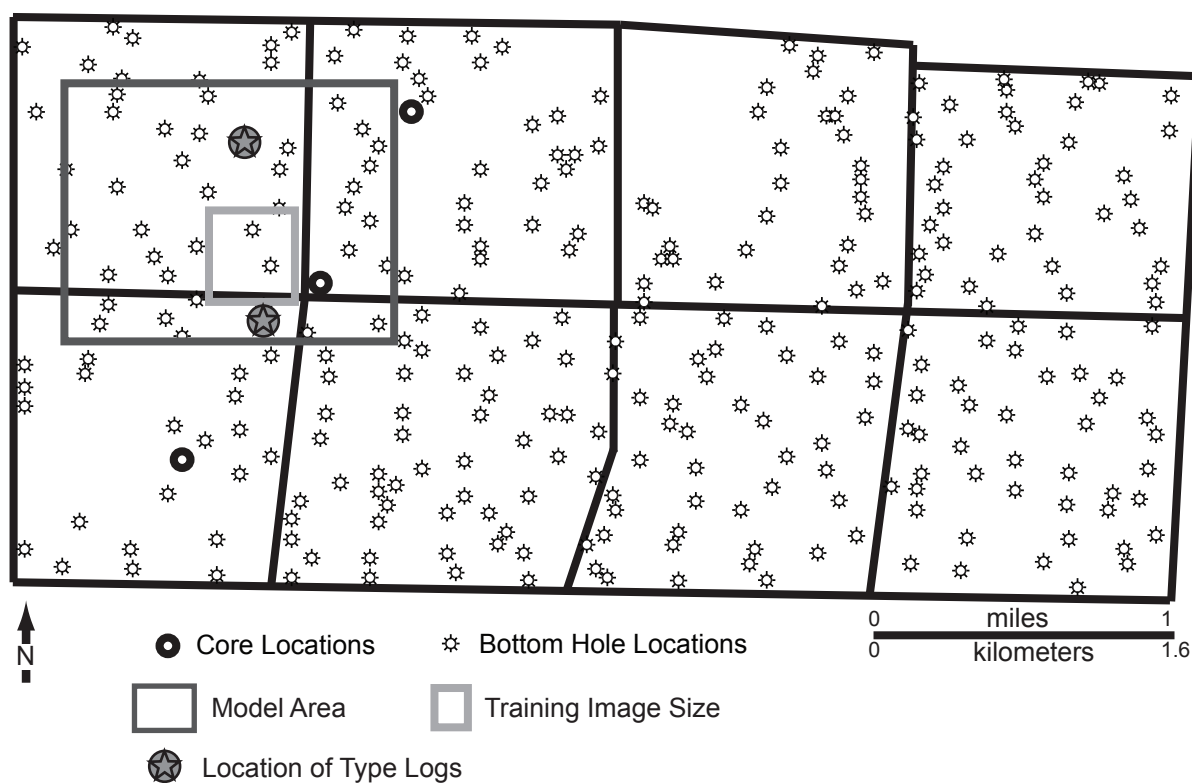 0 miles 1
0 kilometers 1.6
N
Core Locations
Bottom Hole Locations
Model Area
Training Image Size
Location of Type Logs